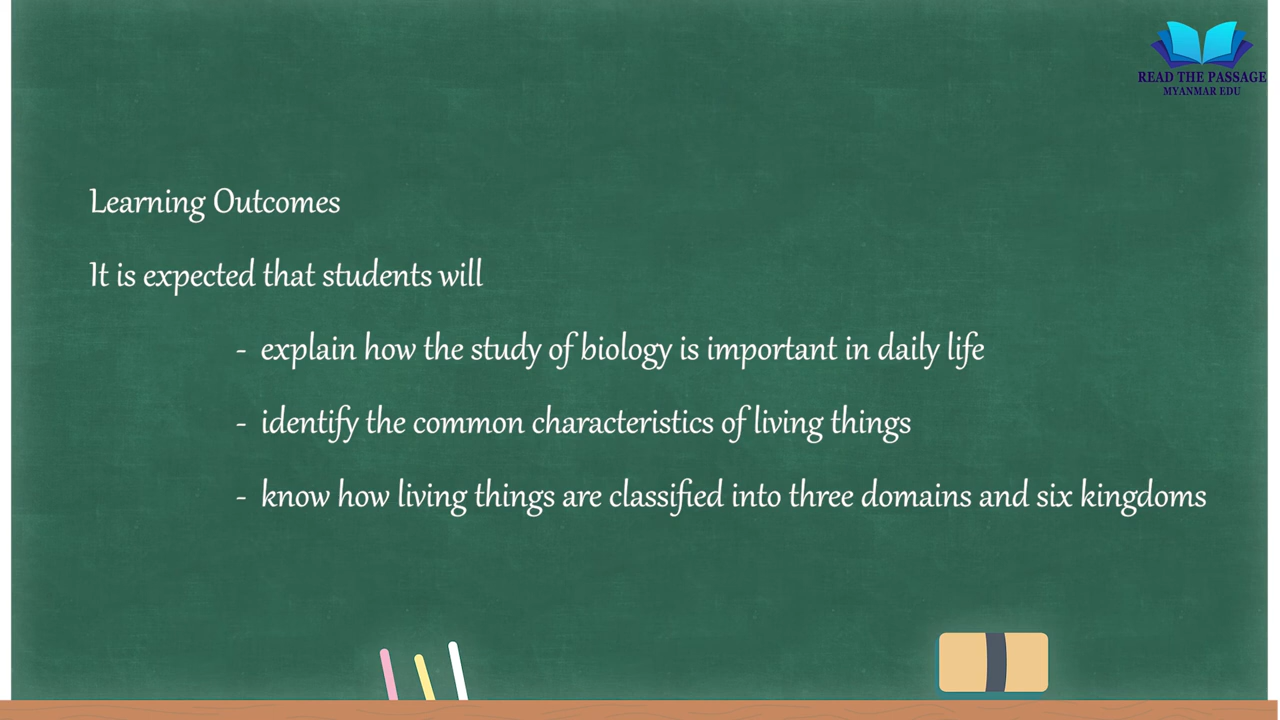 READ THE PASSAGE
MYANMAR EDU
Learning Outcomes
It is expected that students will
- explain how the study of biology is important in daily life
- identify the common characteristics of living things
- know how living things are classified into three domains and six kingdoms